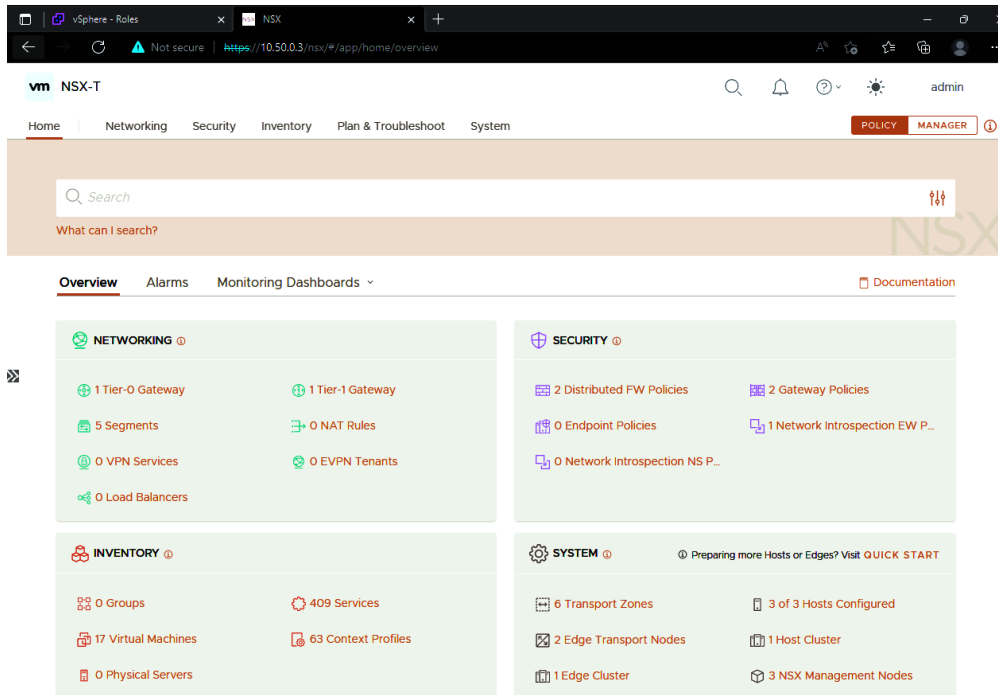 vSphere - Roles
NSX
Not secure
https://10.50.0.3/nsx/#/app/home/overview
vm NSX-T
admin
Home Networking Security Inventory Plan & Troubleshoot System
POLICY MANAGER
Search
What can I search?
NSX
Overview Alarms Monitoring Dashboards
Documentation
NETWORKING
1 Tier-0 Gateway
1 Tier-1 Gateway
5 Segments
0 NAT Rules
0 VPN Services
0 EVPN Tenants
0 Load Balancers
SECURITY
2 Distributed FW Policies
2 Gateway Policies
0 Endpoint Policies
1 Network Introspection EW P...
0 Network Introspection NS P...
INVENTORY
0 Groups
409 Services
17 Virtual Machines
63 Context Profiles
0 Physical Servers
SYSTEM
Preparing more Hosts or Edges? Visit QUICK START
6 Transport Zones
3 of 3 Hosts Configured
2 Edge Transport Nodes
1 Host Cluster
1 Edge Cluster
3 NSX Management Nodes